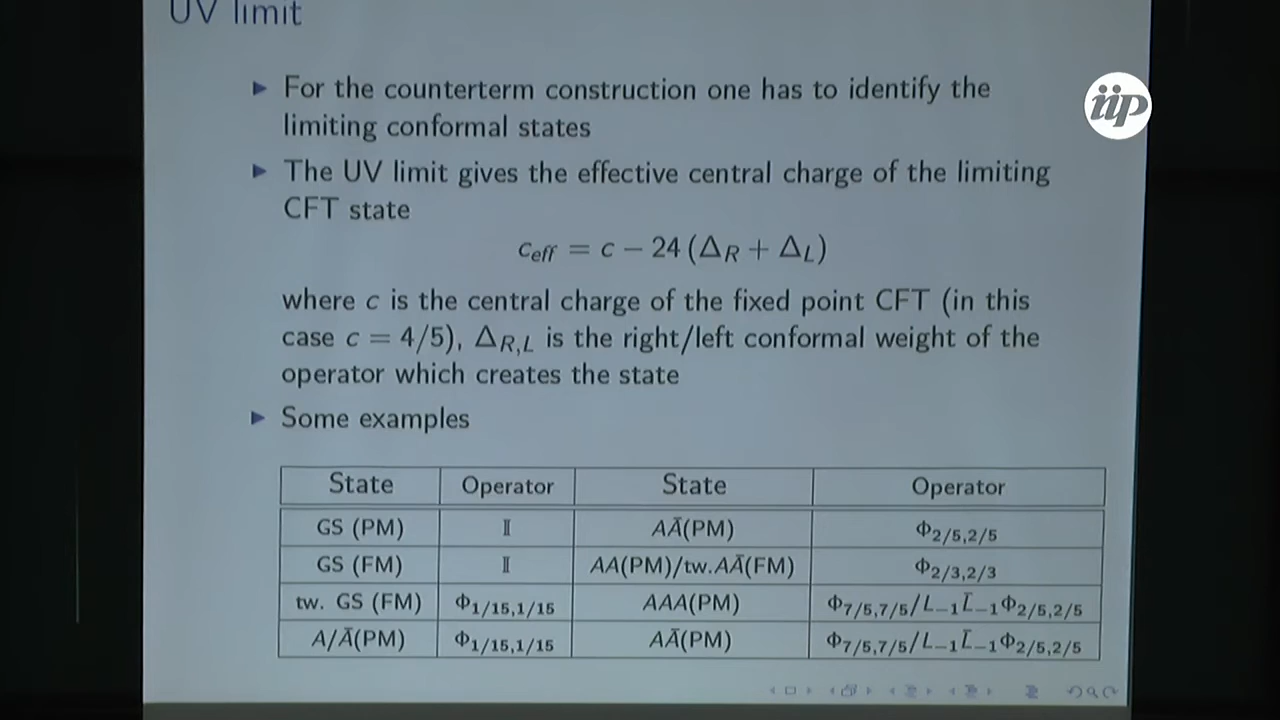 UV limit
iip
► For the counterterm construction one has to identify the
limiting conformal states
► The UV limit gives the effective central charge of the limiting
CFT state
c_eff = c − 24 (Δ_R + Δ_L)
where c is the central charge of the fixed point CFT (in this
case c = 4/5), Δ_R,L is the right/left conformal weight of the
operator which creates the state
► Some examples
State Operator State Operator
GS (PM) 𝕀 AĀ(PM) Φ_2/5,2/5
GS (FM) 𝕀 AA(PM)/tw.AĀ(FM) Φ_2/3,2/3
tw. GS (FM) Φ_1/15,1/15 AAA(PM) Φ_7/5,7/5/L_−1L̄_−1Φ_2/5,2/5
A/Ā(PM) Φ_1/15,1/15 AĀ(PM) Φ_7/5,7/5/L_−1L̄_−1Φ_2/5,2/5